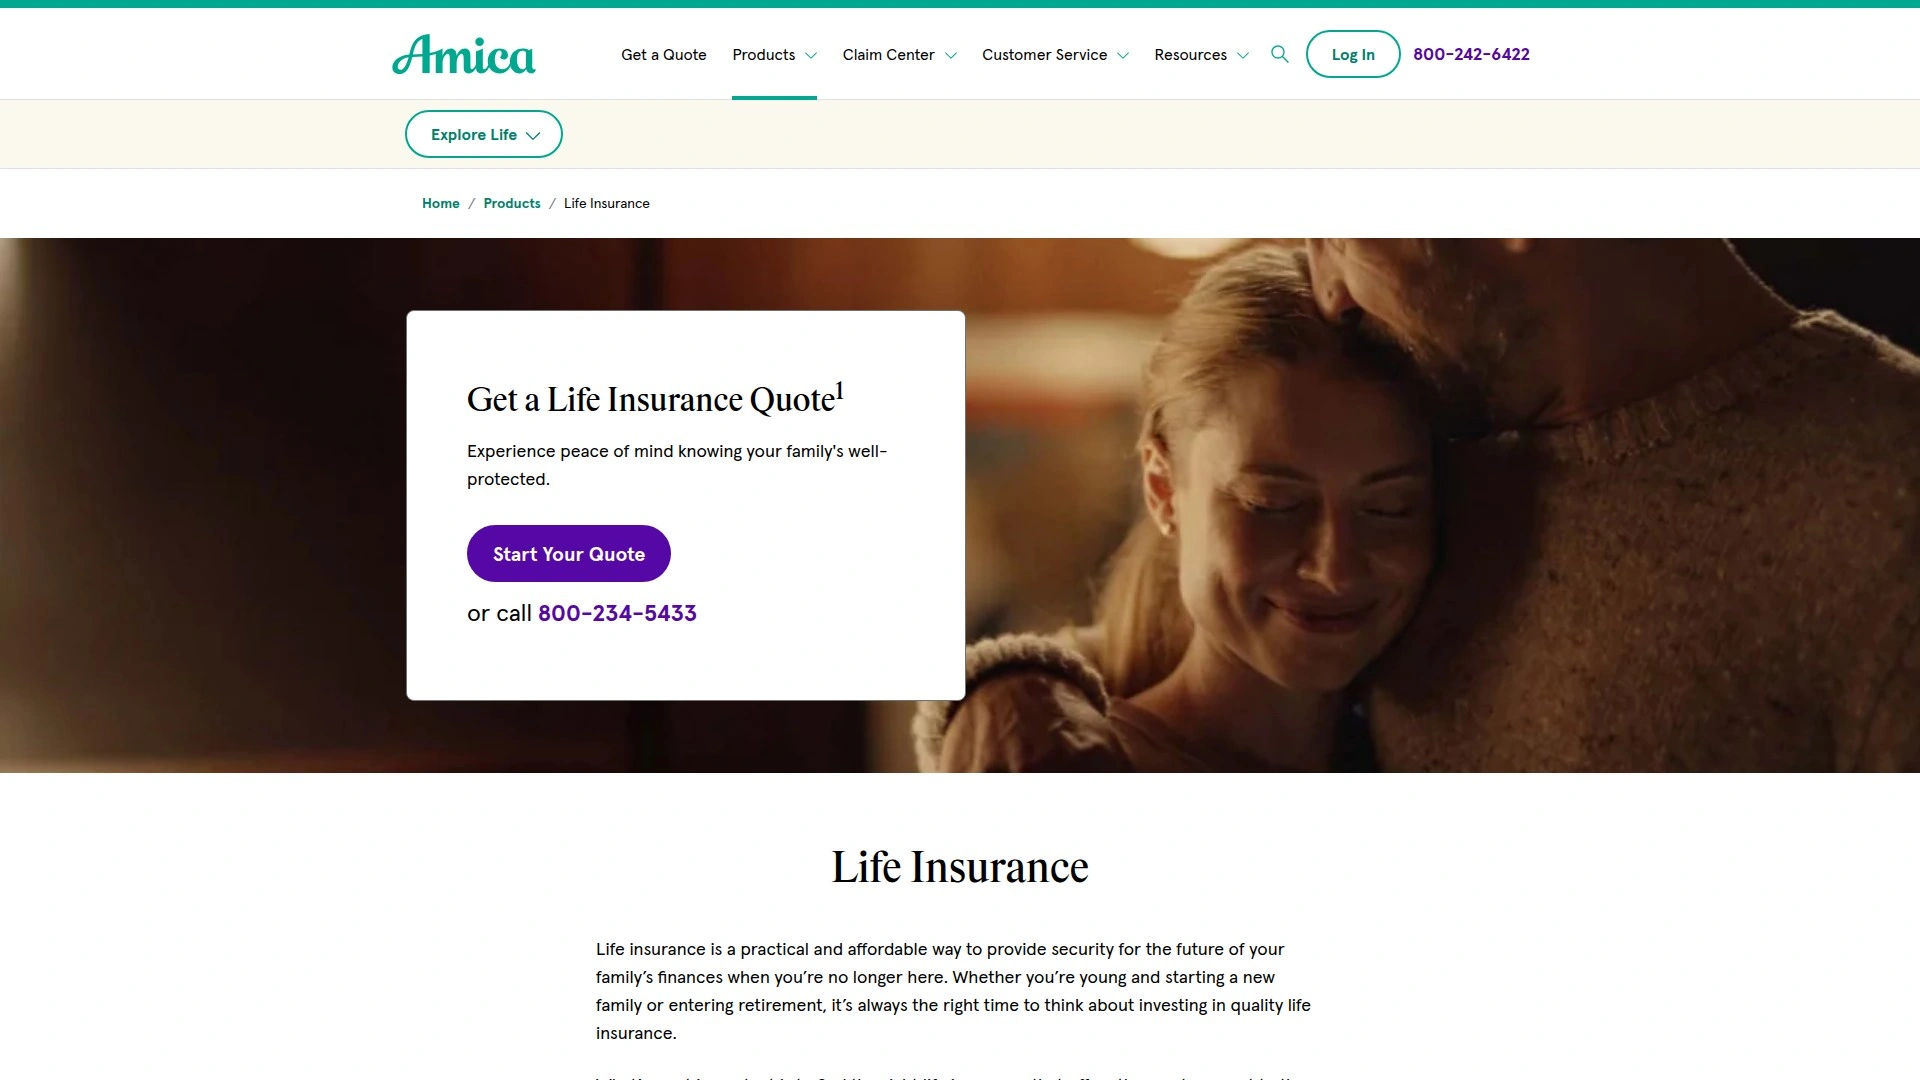 Amica
Get a Quote
Products
Claim Center
Customer Service
Resources
Log In
800-242-6422
Explore Life
Home / Products / Life Insurance
Get a Life Insurance Quote1
Experience peace of mind knowing your family's well-
protected.
Start Your Quote
or call 800-234-5433
Life Insurance
Life insurance is a practical and affordable way to provide security for the future of your
family’s finances when you’re no longer here. Whether you’re young and starting a new
family or entering retirement, it’s always the right time to think about investing in quality life
insurance.